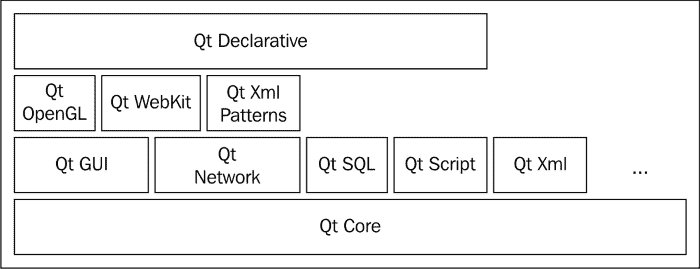 Qt Declarative
Qt
OpenGL
Qt WebKit
Qt Xml
Patterns
Qt GUI
Qt
Network
Qt SQL
Qt Script
Qt Xml
...
Qt Core